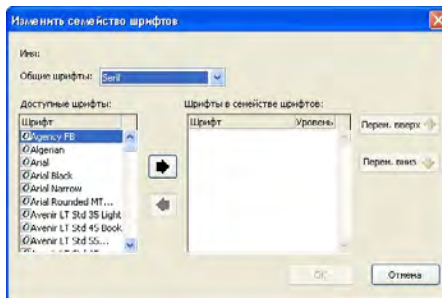 Изменить семейство шрифтов
Имя:
Общие шрифты: Serif
Доступные шрифты:
Шрифты в семействе шрифтов:
Шрифт
Шрифт Уровень
Agency FB
Algerian
Arial
Arial Black
Arial Narrow
Arial Rounded MT...
Avenir LT Std 35 Light
Avenir LT Std 45 Book
Avenir LT Std 55...
Перем. вверх
Перем. вниз
OK
Отмена